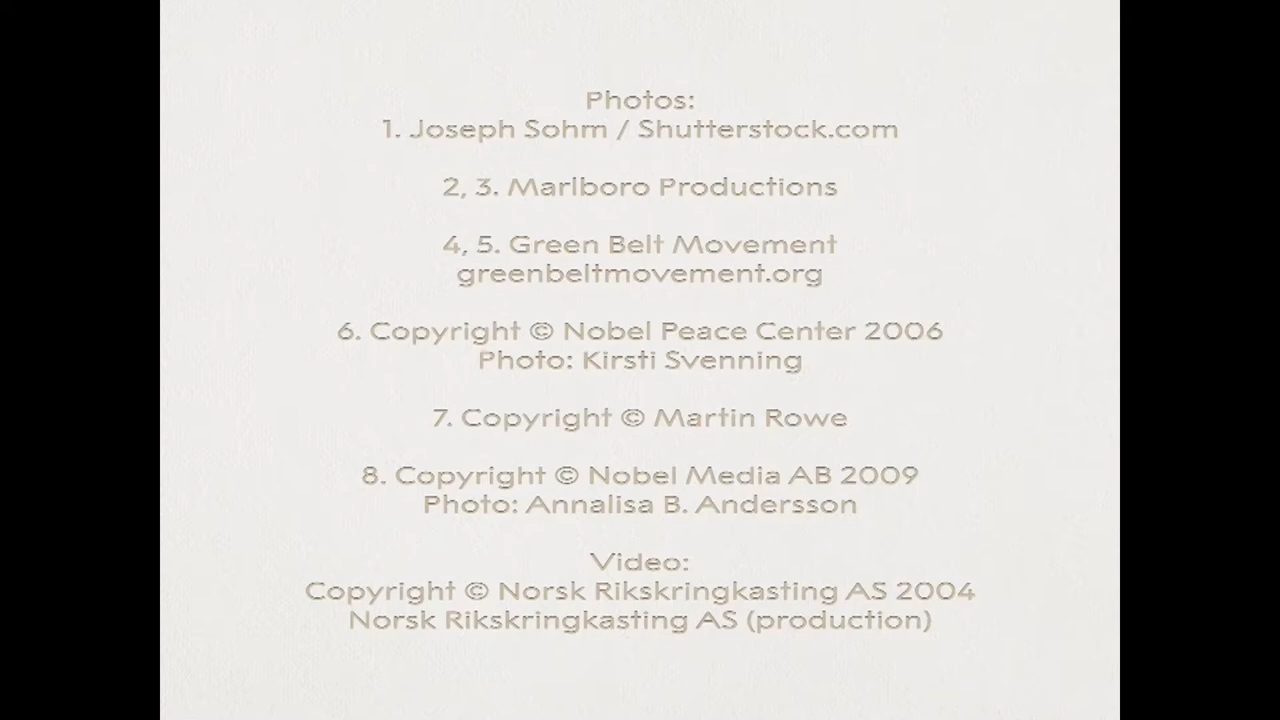 Photos:
1. Joseph Sohm / Shutterstock.com
2, 3. Marlboro Productions
4, 5. Green Belt Movement
greenbeltmovement.org
6. Copyright © Nobel Peace Center 2006
Photo: Kirsti Svenning
7. Copyright © Martin Rowe
8. Copyright © Nobel Media AB 2009
Photo: Annalisa B. Andersson
Video:
Copyright © Norsk Rikskringkasting AS 2004
Norsk Rikskringkasting AS (production)